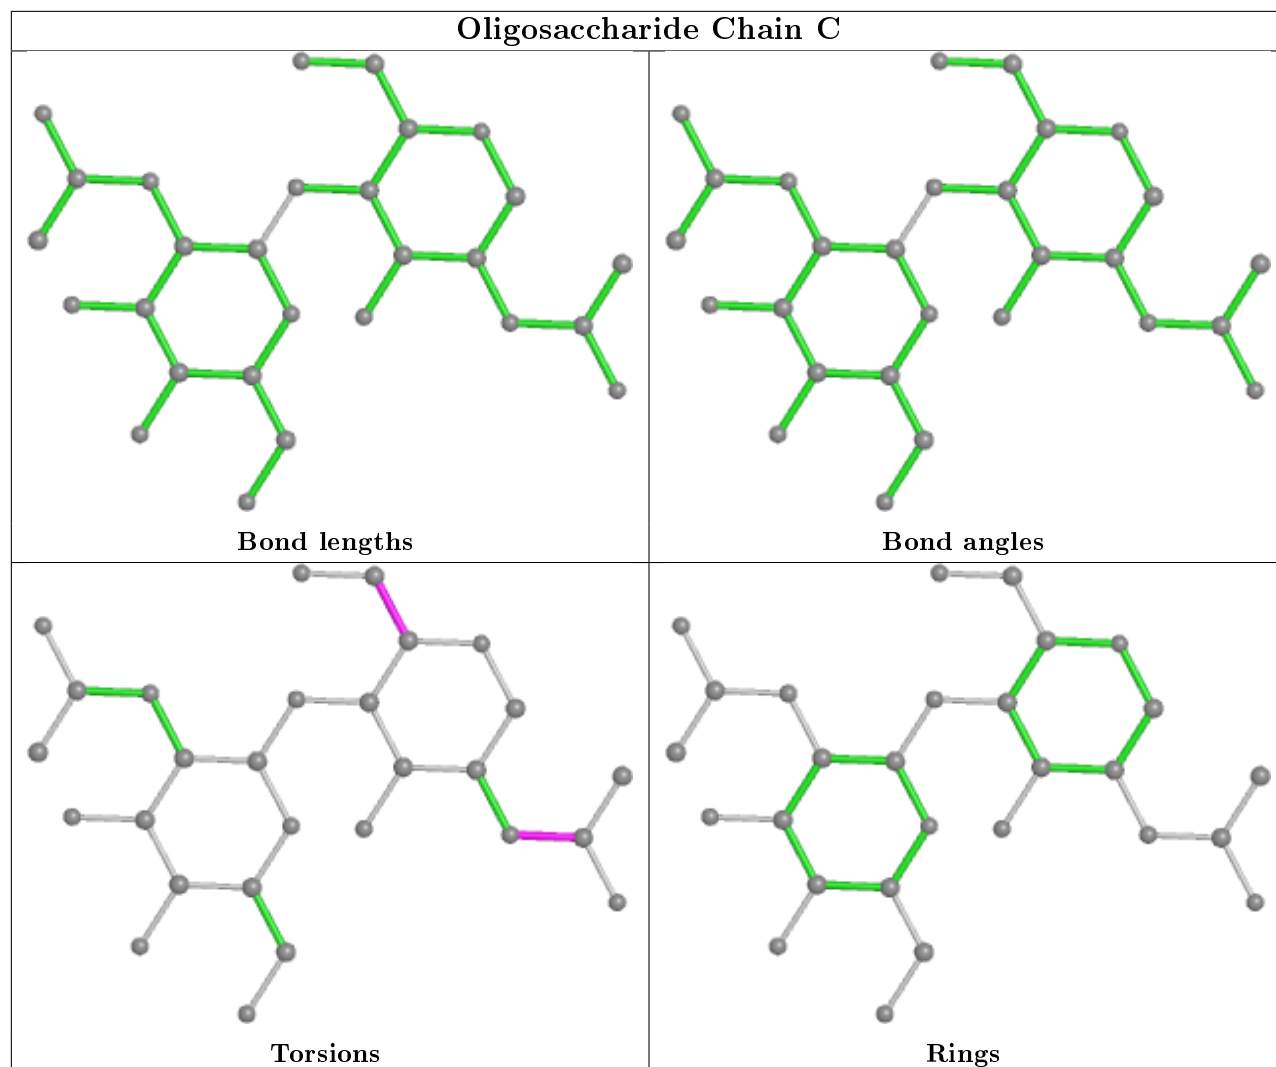 Oligosaccharide Chain C
Bond lengths
Bond angles
Torsions
Rings